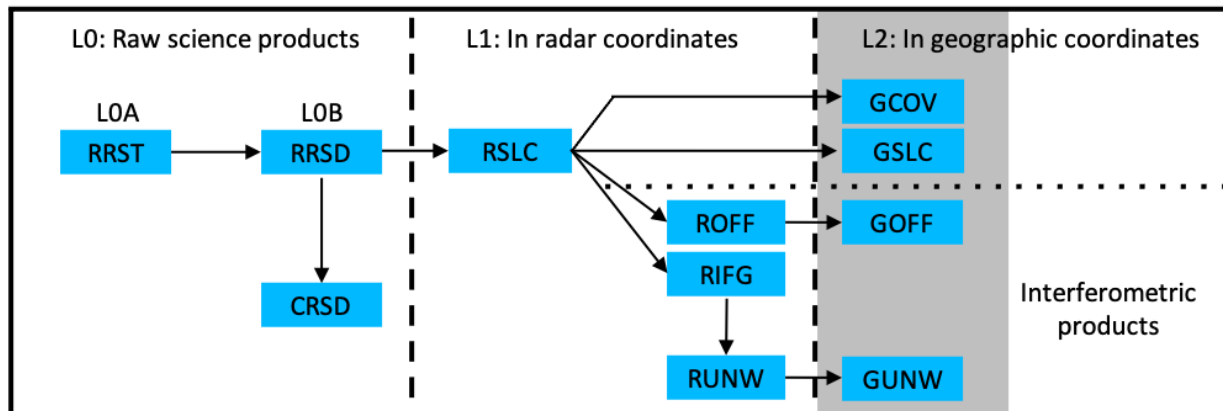 L0: Raw science products
L1: In radar coordinates
L2: In geographic coordinates
L0A
L0B
GCOV
RRST
RRSD
RSLC
GSLC
ROFF
GOFF
RIFG
CRSD
Interferometric
products
RUNW
GUNW